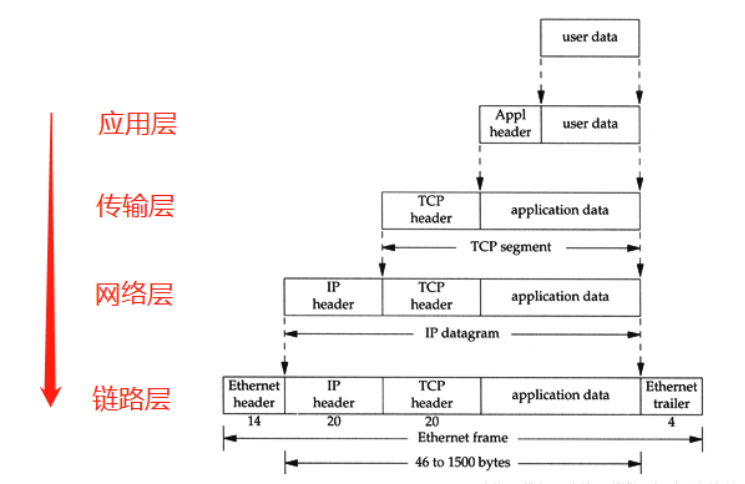 user data
应用层
Appl
header
user data
传输层
TCP
header
application data
TCP segment
网络层
IP
header
TCP
header
application data
IP datagram
链路层
Ethernet
header
IP
header
TCP
header
application data
Ethernet
trailer
14
20
20
4
Ethernet frame
46 to 1500 bytes